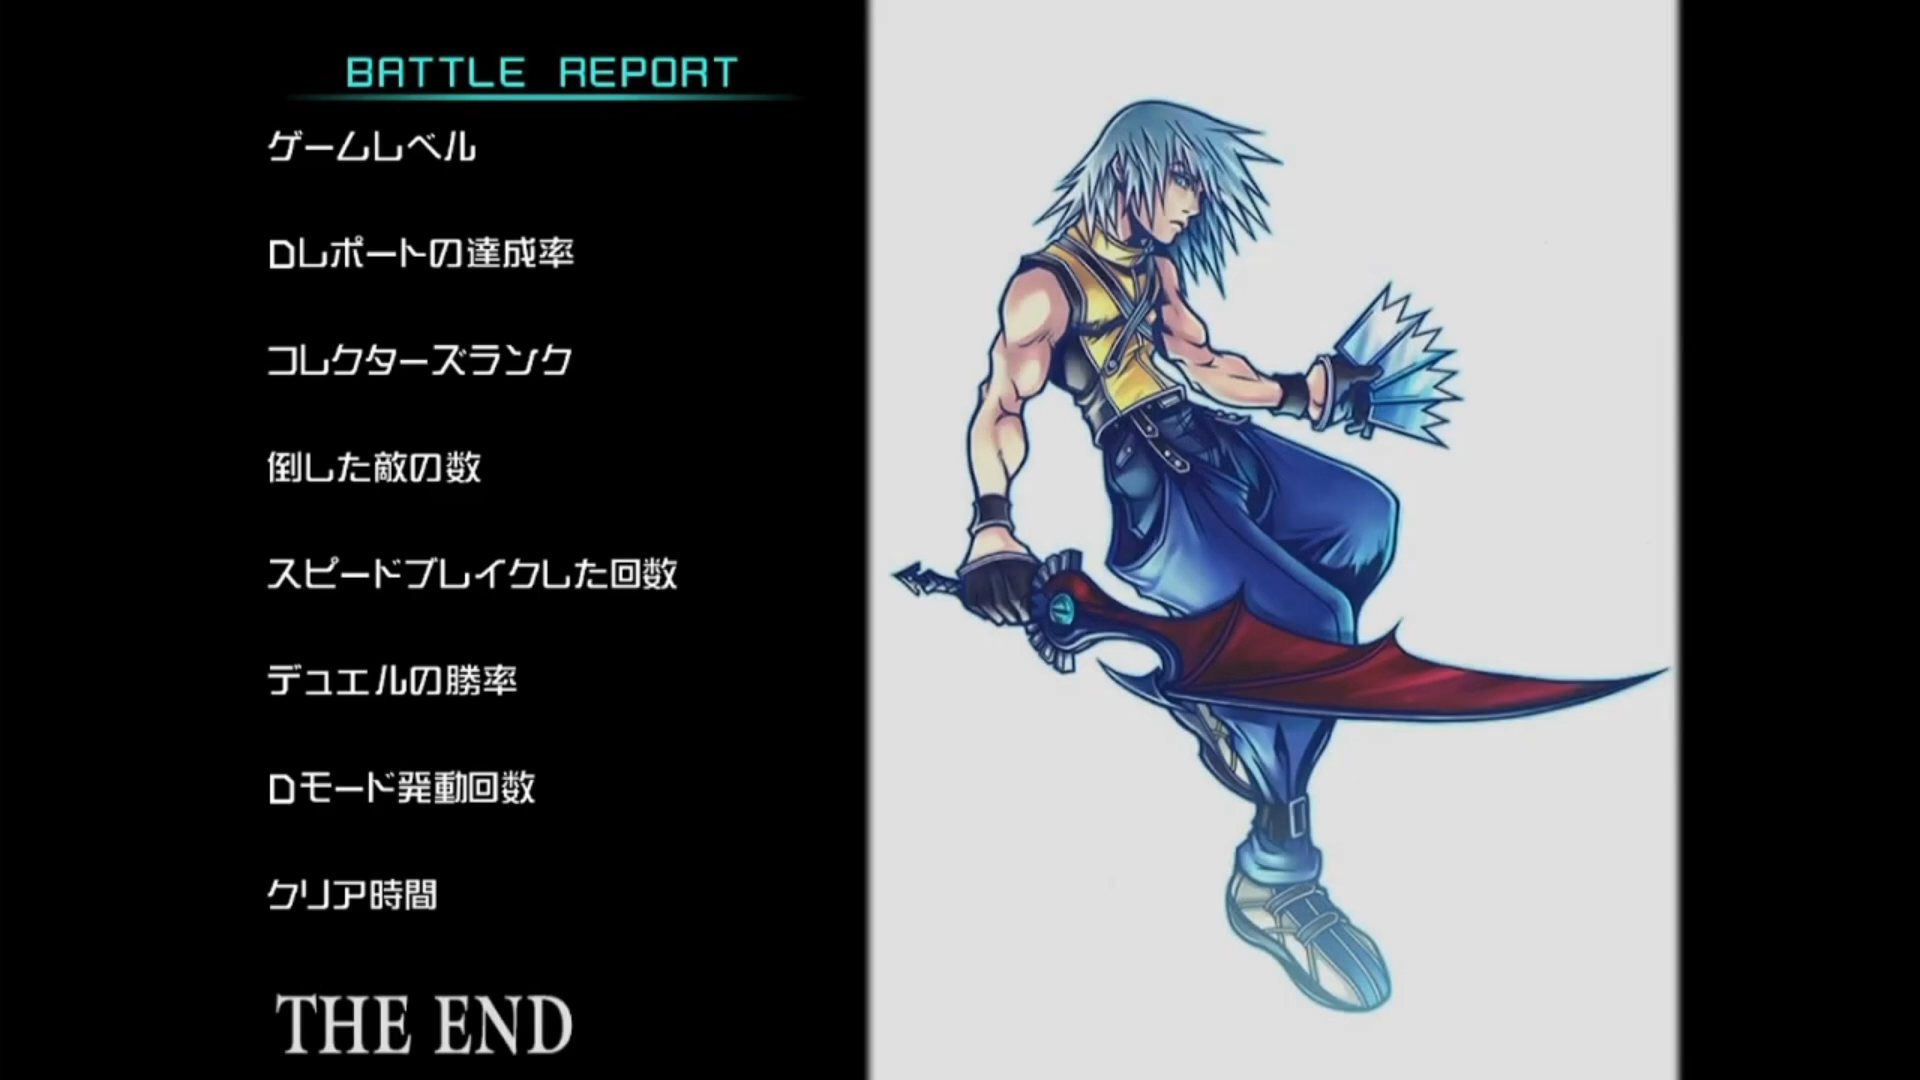 BATTLE REPORT
ゲームレベル
Dレポートの達成率
コレクターズランク
倒した敵の数
スピードブレイクした回数
デュエルの勝率
Dモード発動回数
クリア時間
THE END